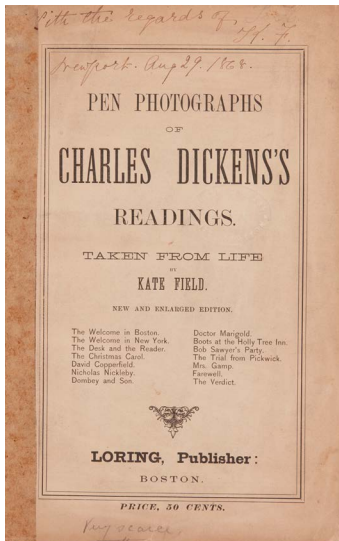 With the regards of
K. F.
Newport. Aug 29. 1868.
PEN PHOTOGRAPHS
OF
CHARLES DICKENS'S
READINGS.
TAKEN FROM LIFE
BY
KATE FIELD.
NEW AND ENLARGED EDITION.
The Welcome in Boston.
The Welcome in New York.
The Desk and the Reader.
The Christmas Carol.
David Copperfield.
Nicholas Nickleby.
Dombey and Son.
Doctor Marigold.
Boots at the Holly Tree Inn.
Bob Sawyer's Party.
The Trial from Pickwick.
Mrs. Gamp.
Farewell.
The Verdict.
LORING, Publisher:
BOSTON.
PRICE, 50 CENTS.
Very scarce.